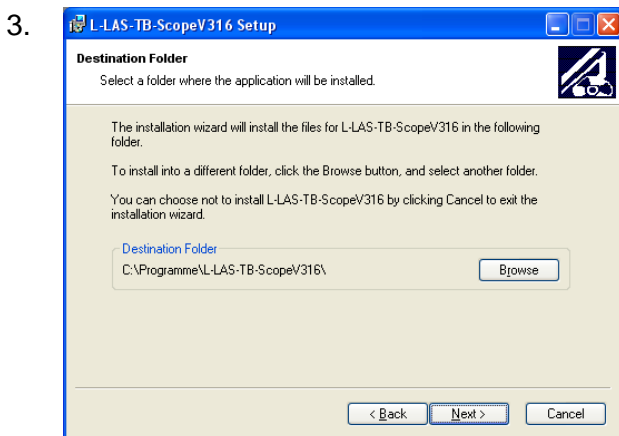 3.
L-LAS-TB-ScopeV316 Setup
Destination Folder
Select a folder where the application will be installed.
The installation wizard will install the files for L-LAS-TB-ScopeV316 in the following
folder.
To install into a different folder, click the Browse button, and select another folder.
You can choose not to install L-LAS-TB-ScopeV316 by clicking Cancel to exit the
installation wizard.
Destination Folder
C:\Programme\L-LAS-TB-ScopeV316\
Browse
< Back
Next >
Cancel